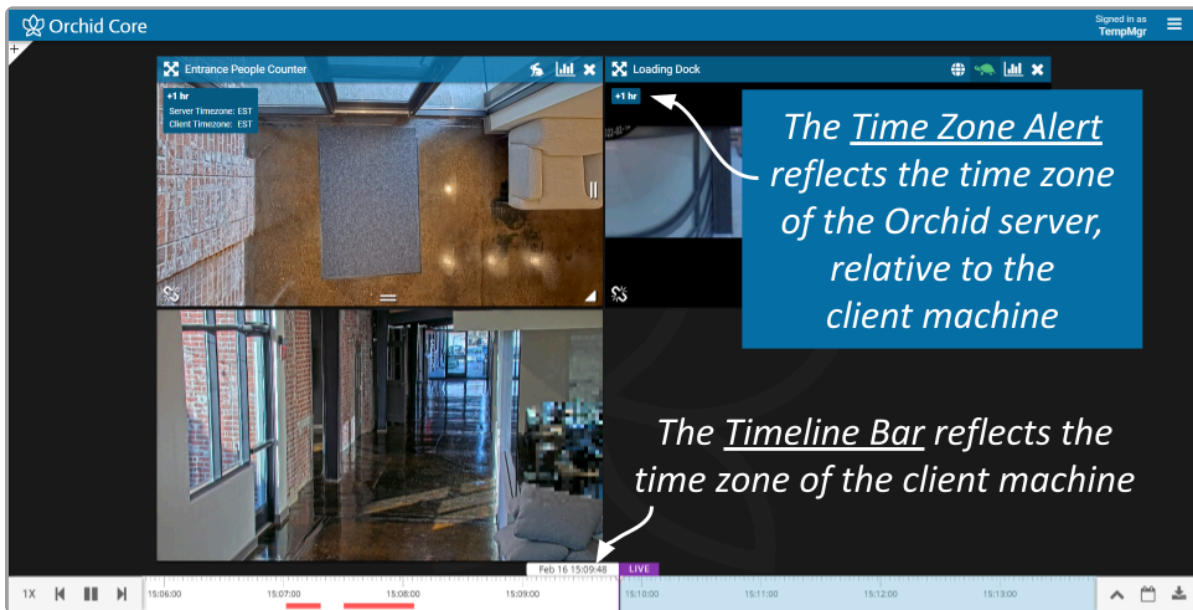 Orchid Core
Signed in as
TempMgr
+
Entrance People Counter
Loading Dock
+1 hr
Server Timezone: EST
Client Timezone: EST
+1 hr
The Time Zone Alert
reflects the time zone
of the Orchid server,
relative to the
client machine
The Timeline Bar reflects the
time zone of the client machine
Feb 16 15:09:48
LIVE
1X
15:06:00
15:07:00
15:08:00
15:09:00
15:10:00
15:11:00
15:12:00
15:13:00